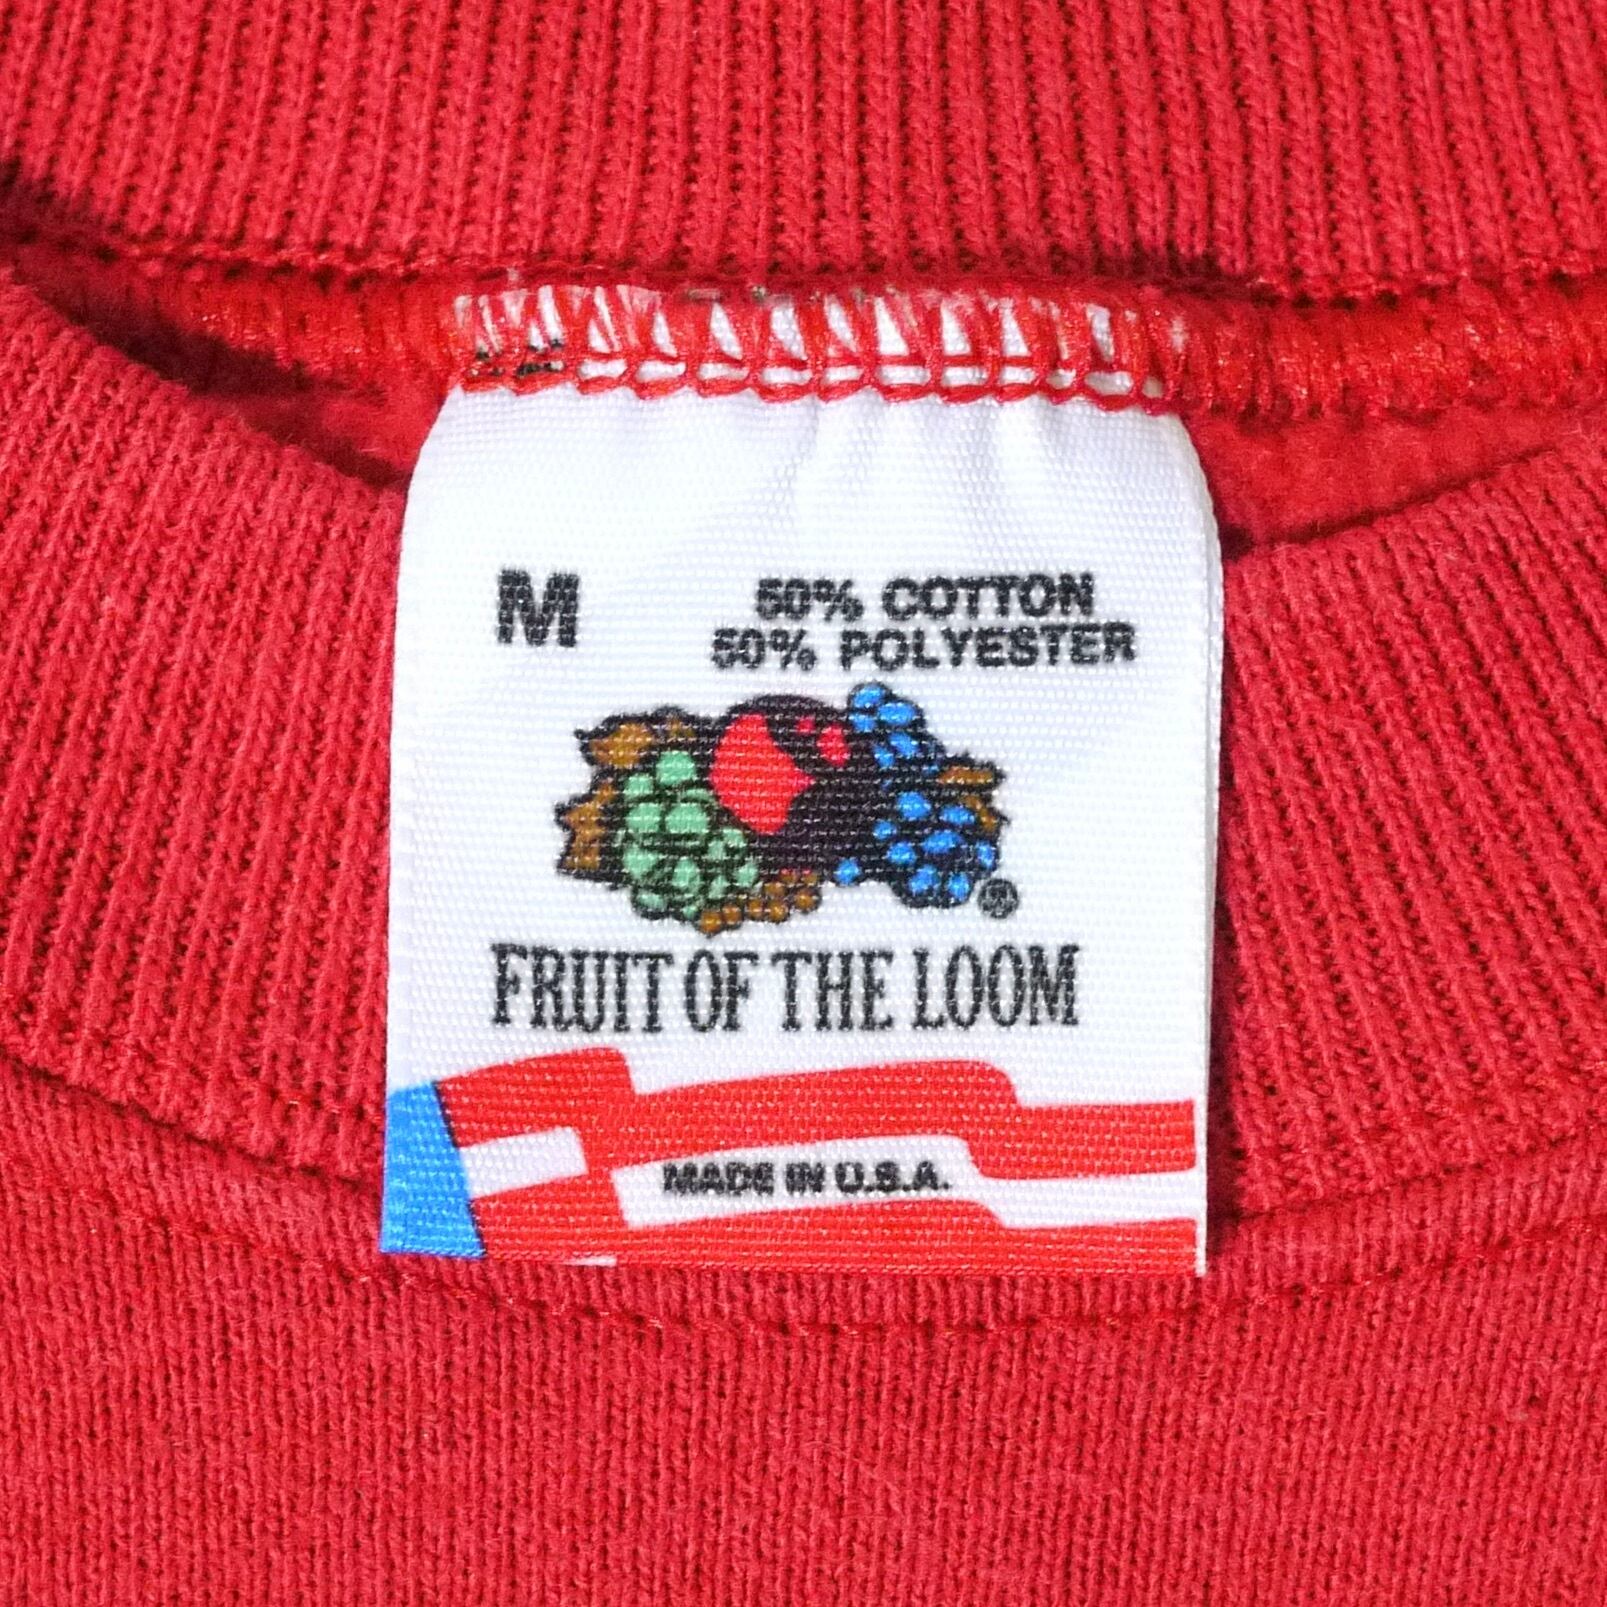 M
50% COTTON
50% POLYESTER
®
FRUIT OF THE LOOM
MADE IN U.S.A.